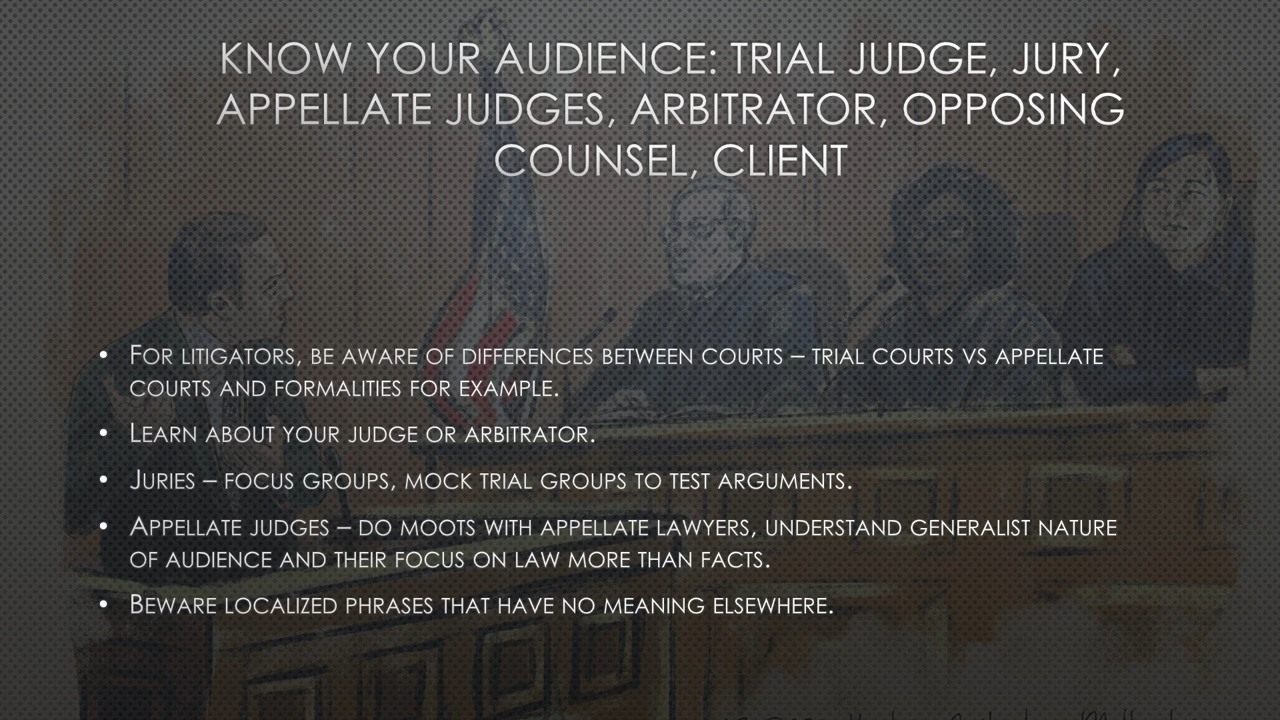 KNOW YOUR AUDIENCE: TRIAL JUDGE, JURY,
APPELLATE JUDGES, ARBITRATOR, OPPOSING
COUNSEL, CLIENT
• FOR LITIGATORS, BE AWARE OF DIFFERENCES BETWEEN COURTS – TRIAL COURTS VS APPELLATE
COURTS AND FORMALITIES FOR EXAMPLE.
• LEARN ABOUT YOUR JUDGE OR ARBITRATOR.
• JURIES – FOCUS GROUPS, MOCK TRIAL GROUPS TO TEST ARGUMENTS.
• APPELLATE JUDGES – DO MOOTS WITH APPELLATE LAWYERS, UNDERSTAND GENERALIST NATURE
OF AUDIENCE AND THEIR FOCUS ON LAW MORE THAN FACTS.
• BEWARE LOCALIZED PHRASES THAT HAVE NO MEANING ELSEWHERE.